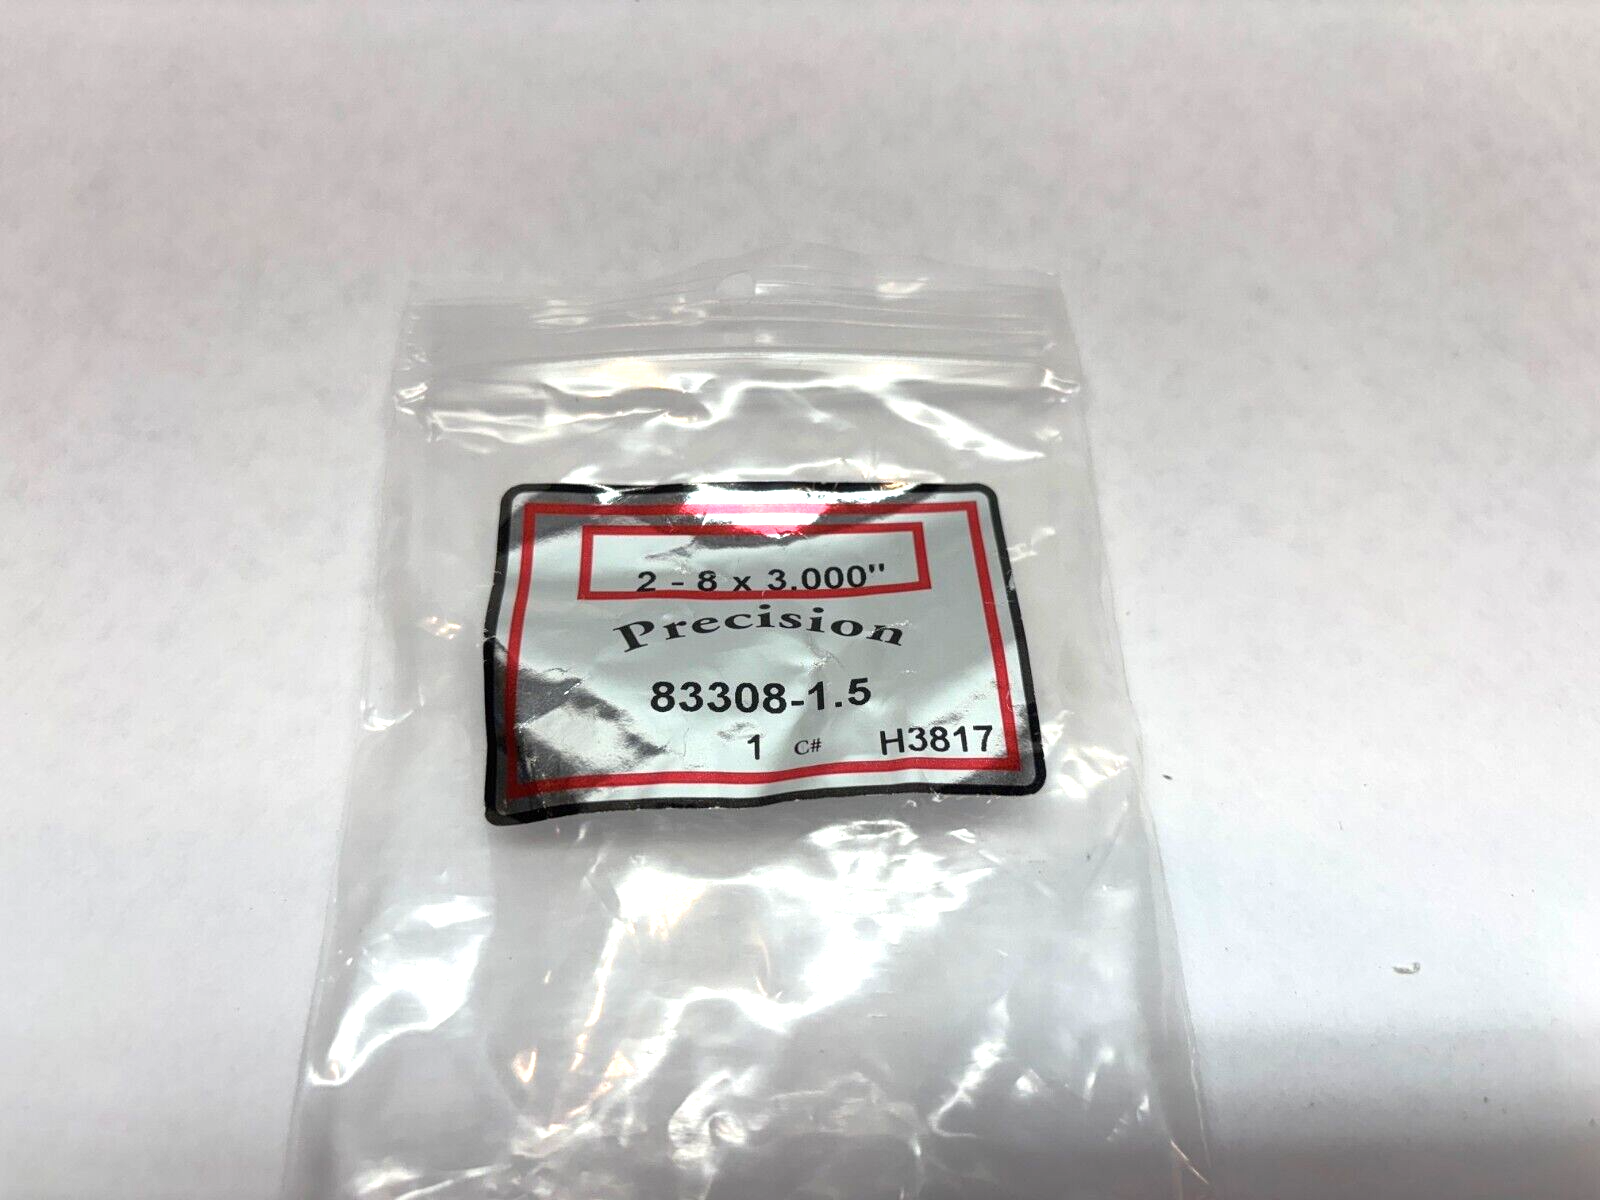 2 - 8 x 3.000"
Precision
83308-1.5
1 C# H3817